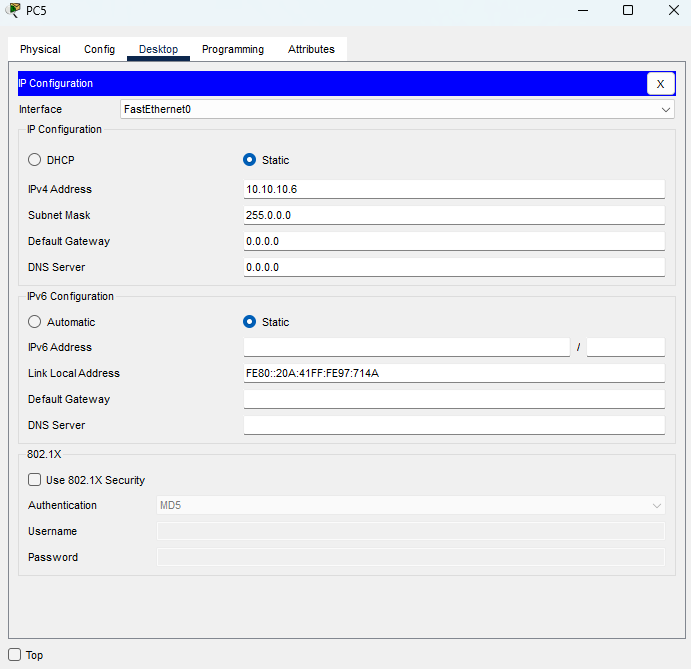 PC5
Physical Config Desktop Programming Attributes
IP Configuration X
Interface FastEthernet0
IP Configuration
DHCP Static
IPv4 Address 10.10.10.6
Subnet Mask 255.0.0.0
Default Gateway 0.0.0.0
DNS Server 0.0.0.0
IPv6 Configuration
Automatic Static
IPv6 Address /
Link Local Address FE80::20A:41FF:FE97:714A
Default Gateway
DNS Server
802.1X
Use 802.1X Security
Authentication MD5
Username
Password
Top